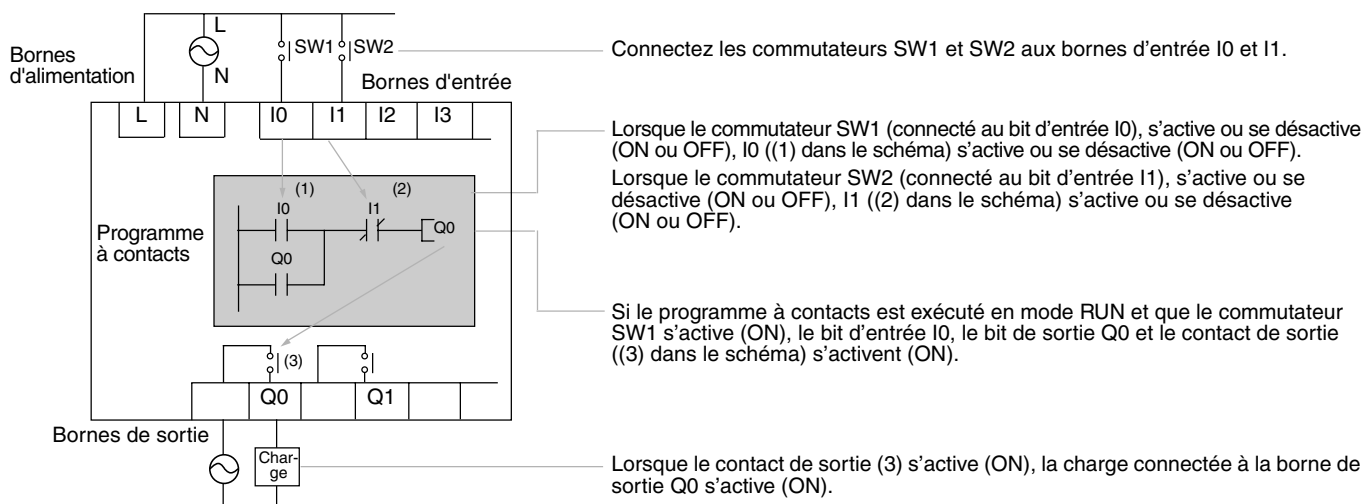 L
SW1 SW2
Connectez les commutateurs SW1 et SW2 aux bornes d'entrée I0 et I1.
Bornes
d'alimentation
N
Bornes d'entrée
L N I0 I1 I2 I3
Lorsque le commutateur SW1 (connecté au bit d'entrée I0), s'active ou se désactive
(ON ou OFF), I0 ((1) dans le schéma) s'active ou se désactive (ON ou OFF).
Lorsque le commutateur SW2 (connecté au bit d'entrée I1), s'active ou se
désactive (ON ou OFF), I1 ((2) dans le schéma) s'active ou se désactive
(ON ou OFF).
(1) (2)
I0 I1
Q0
Programme
à contacts
Q0
Si le programme à contacts est exécuté en mode RUN et que le commutateur
SW1 s'active (ON), le bit d'entrée I0, le bit de sortie Q0 et le contact de sortie
((3) dans le schéma) s'activent (ON).
(3)
Q0 Q1
Bornes de sortie
Char-
ge
Lorsque le contact de sortie (3) s'active (ON), la charge connectée à la borne de
sortie Q0 s'active (ON).